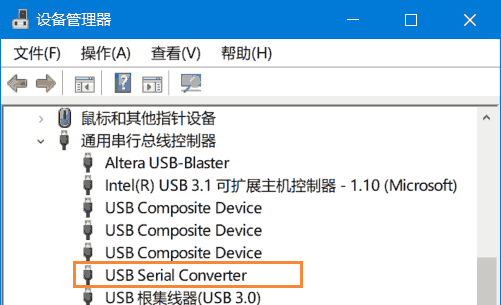 设备管理器
文件(F) 操作(A) 查看(V) 帮助(H)
鼠标和其他指针设备
通用串行总线控制器
Altera USB-Blaster
Intel(R) USB 3.1 可扩展主机控制器 - 1.10 (Microsoft)
USB Composite Device
USB Composite Device
USB Composite Device
USB Serial Converter
USB 根集线器(USB 3.0)